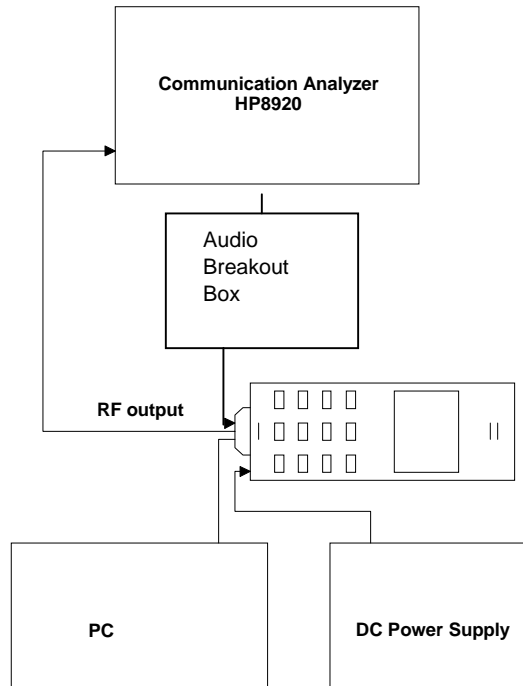 Communication Analyzer
HP8920
Audio
Breakout
Box
RF output
PC
DC Power Supply